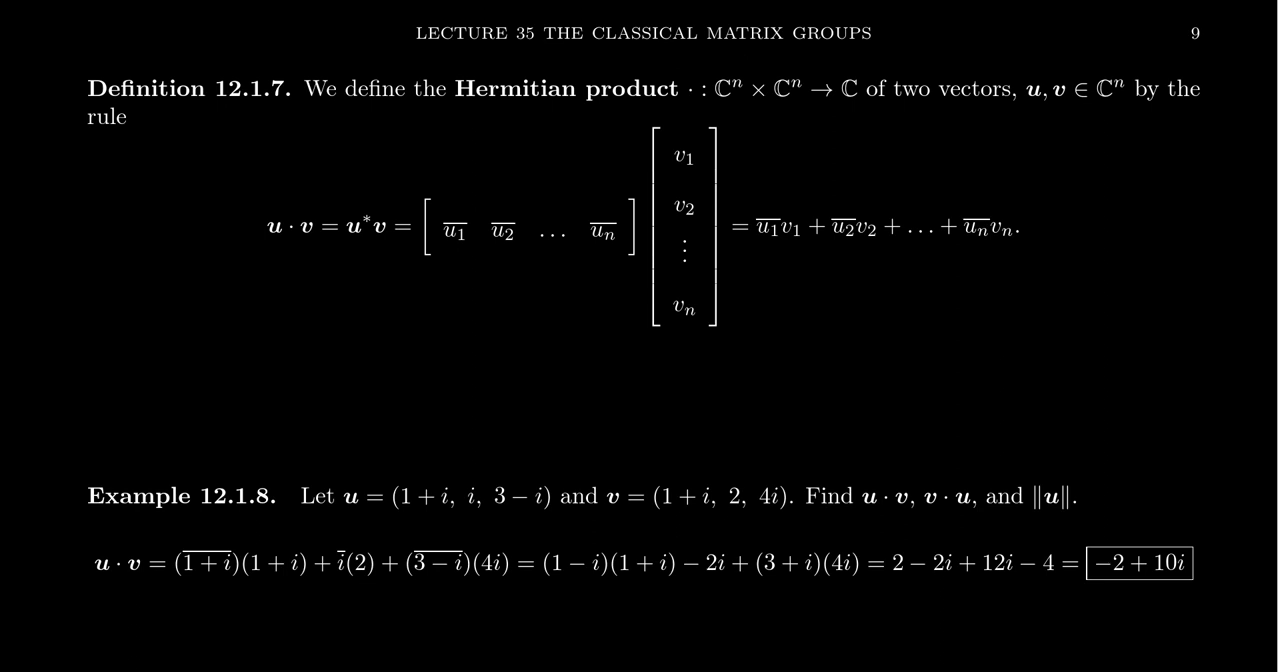 LECTURE 35 THE CLASSICAL MATRIX GROUPS 9
Definition 12.1.7. We define the Hermitian product · : ℂⁿ × ℂⁿ → ℂ of two vectors, u, v ∈ ℂⁿ by the
rule
u · v = u*v = [ u̅₁ u̅₂ … u̅ₙ ] [ v₁ v₂ ⋮ vₙ ] = u̅₁v₁ + u̅₂v₂ + … + u̅ₙvₙ.
Example 12.1.8. Let u = (1 + i, i, 3 − i) and v = (1 + i, 2, 4i). Find u · v, v · u, and ‖u‖.
u · v = (1̅ ̅+̅ ̅i̅)(1 + i) + i̅(2) + (3̅ ̅−̅ ̅i̅)(4i) = (1 − i)(1 + i) − 2i + (3 + i)(4i) = 2 − 2i + 12i − 4 = −2 + 10i